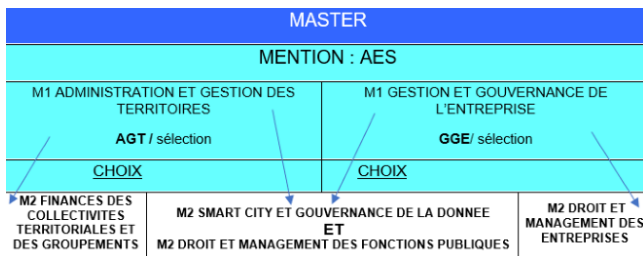 MASTER
MENTION : AES
M1 ADMINISTRATION ET GESTION DES
TERRITOIRES
AGT / sélection
M1 GESTION ET GOUVERNANCE DE
L'ENTREPRISE
GGE/ sélection
CHOIX
CHOIX
M2 FINANCES DES
COLLECTIVITES
TERRITORIALES ET
DES GROUPEMENTS
M2 SMART CITY ET GOUVERNANCE DE LA DONNEE
ET
M2 DROIT ET MANAGEMENT DES FONCTIONS PUBLIQUES
M2 DROIT ET
MANAGEMENT DES
ENTREPRISES